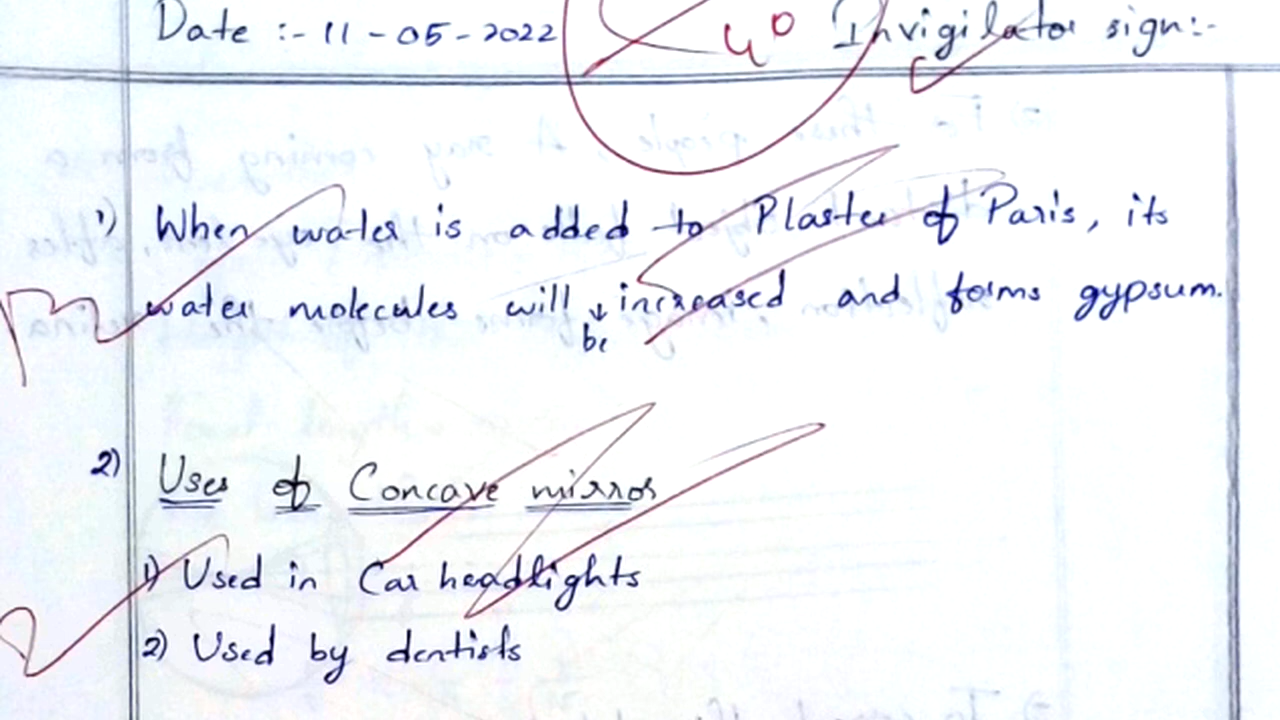 Date :- 11-05-2022
40
Invigilator sign:-
1) When water is added to Plaster of Paris, its
water molecules will be increased and forms gypsum.
2) Uses of Concave mirror
1) Used in Car headlights
2) Used by dentists